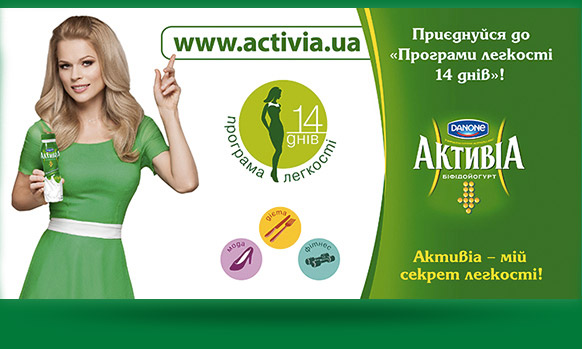 www.activia.ua
Приєднуйся до
«Програми легкості
14 днів»!
програма
14
днів
легкості
DANONE
АКТИВІА
БІФІДОЙОГУРТ
дієта
мода
фітнес
Активіа – мій
секрет легкості!
Активіа